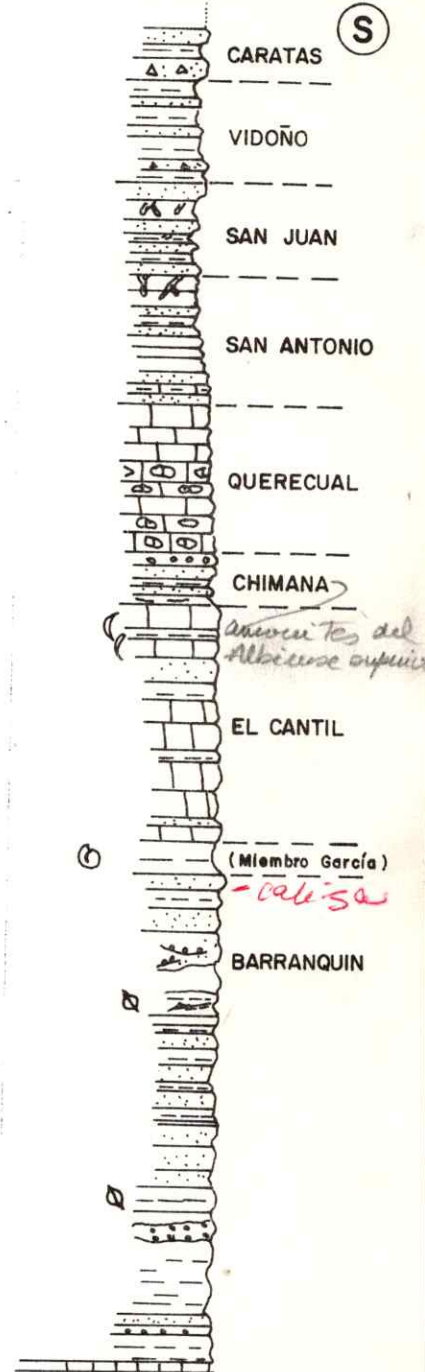 S
CARATAS
VIDOÑO
SAN JUAN
SAN ANTONIO
QUERECUAL
CHIMANA
amonites del
Albiense superior
EL CANTIL
(Miembro García)
- caliza
BARRANQUIN